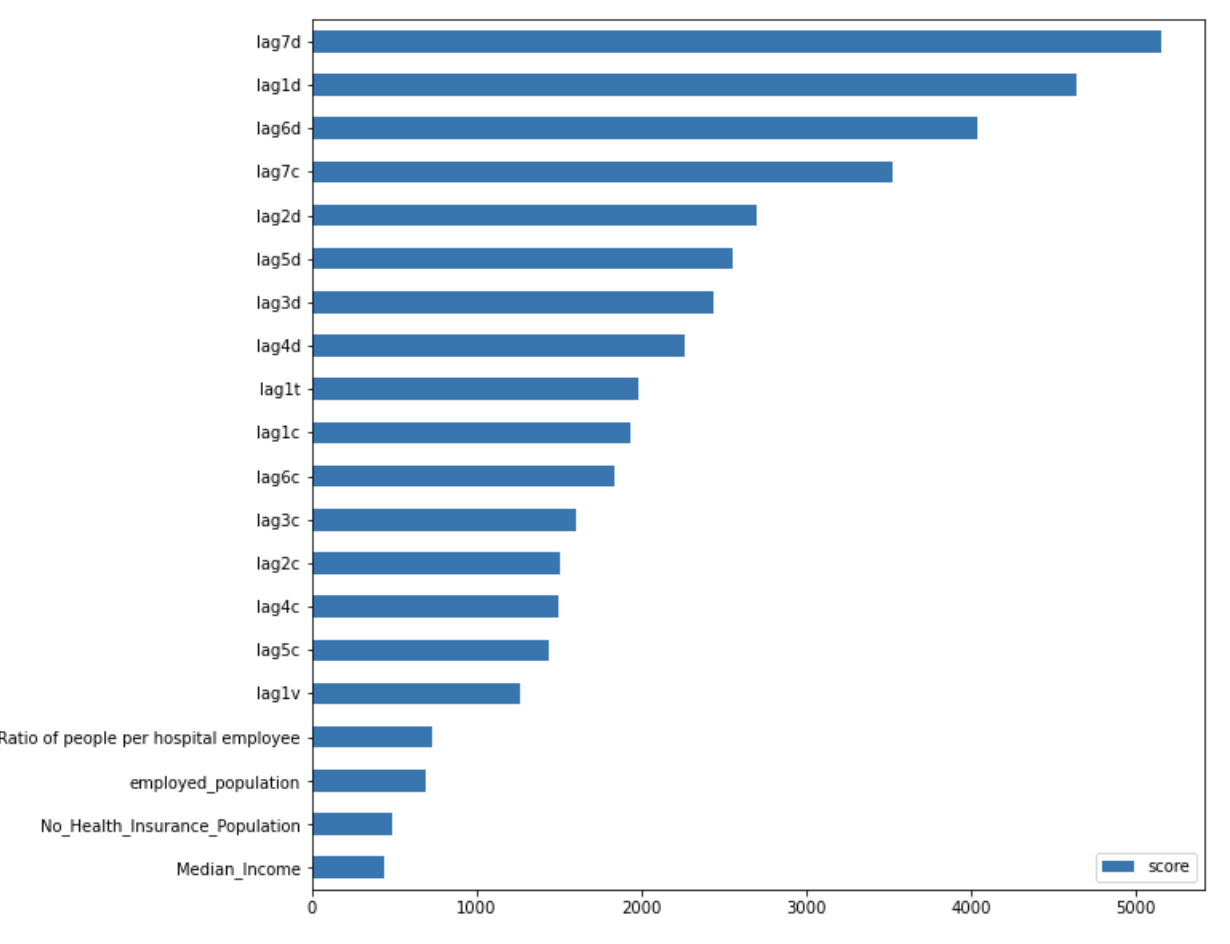 lag7d
lag1d
lag6d
lag7c
lag2d
lag5d
lag3d
lag4d
lag1t
lag1c
lag6c
lag3c
lag2c
lag4c
lag5c
lag1v
Ratio of people per hospital employee
employed_population
No_Health_Insurance_Population
Median_Income
score
0 1000 2000 3000 4000 5000